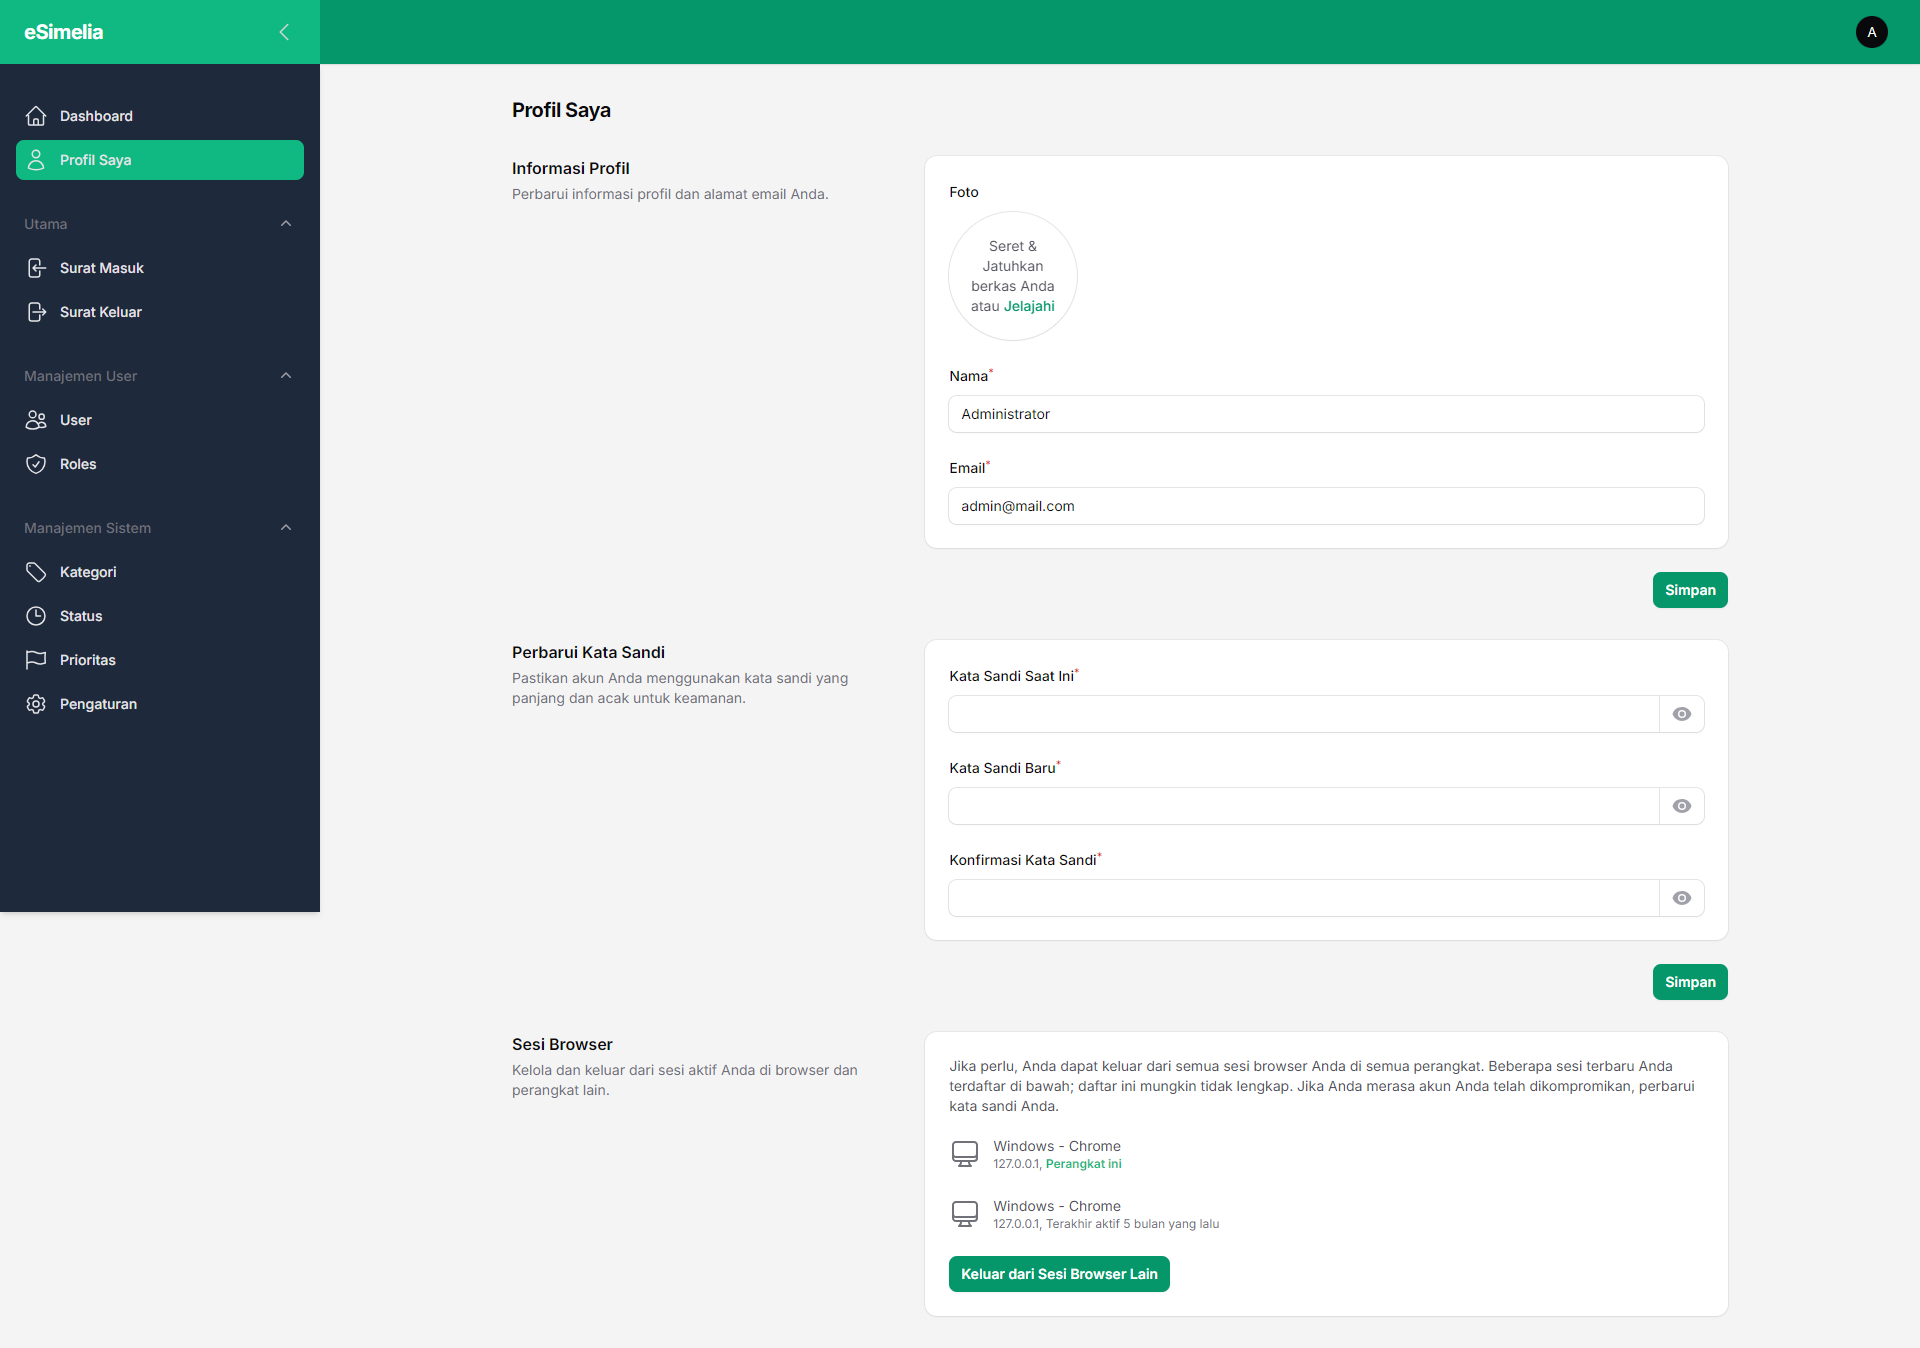 eSimelia
A
Dashboard
Profil Saya
Utama
Surat Masuk
Surat Keluar
Manajemen User
User
Roles
Manajemen Sistem
Kategori
Status
Prioritas
Pengaturan
Profil Saya
Informasi Profil
Perbarui informasi profil dan alamat email Anda.
Foto
Seret &
Jatuhkan
berkas Anda
atau Jelajahi
Nama*
Administrator
Email*
admin@mail.com
Simpan
Perbarui Kata Sandi
Pastikan akun Anda menggunakan kata sandi yang
panjang dan acak untuk keamanan.
Kata Sandi Saat Ini*
Kata Sandi Baru*
Konfirmasi Kata Sandi*
Simpan
Sesi Browser
Kelola dan keluar dari sesi aktif Anda di browser dan
perangkat lain.
Jika perlu, Anda dapat keluar dari semua sesi browser Anda di semua perangkat. Beberapa sesi terbaru Anda
terdaftar di bawah; daftar ini mungkin tidak lengkap. Jika Anda merasa akun Anda telah dikompromikan, perbarui
kata sandi Anda.
Windows - Chrome
127.0.0.1, Perangkat ini
Windows - Chrome
127.0.0.1, Terakhir aktif 5 bulan yang lalu
Keluar dari Sesi Browser Lain